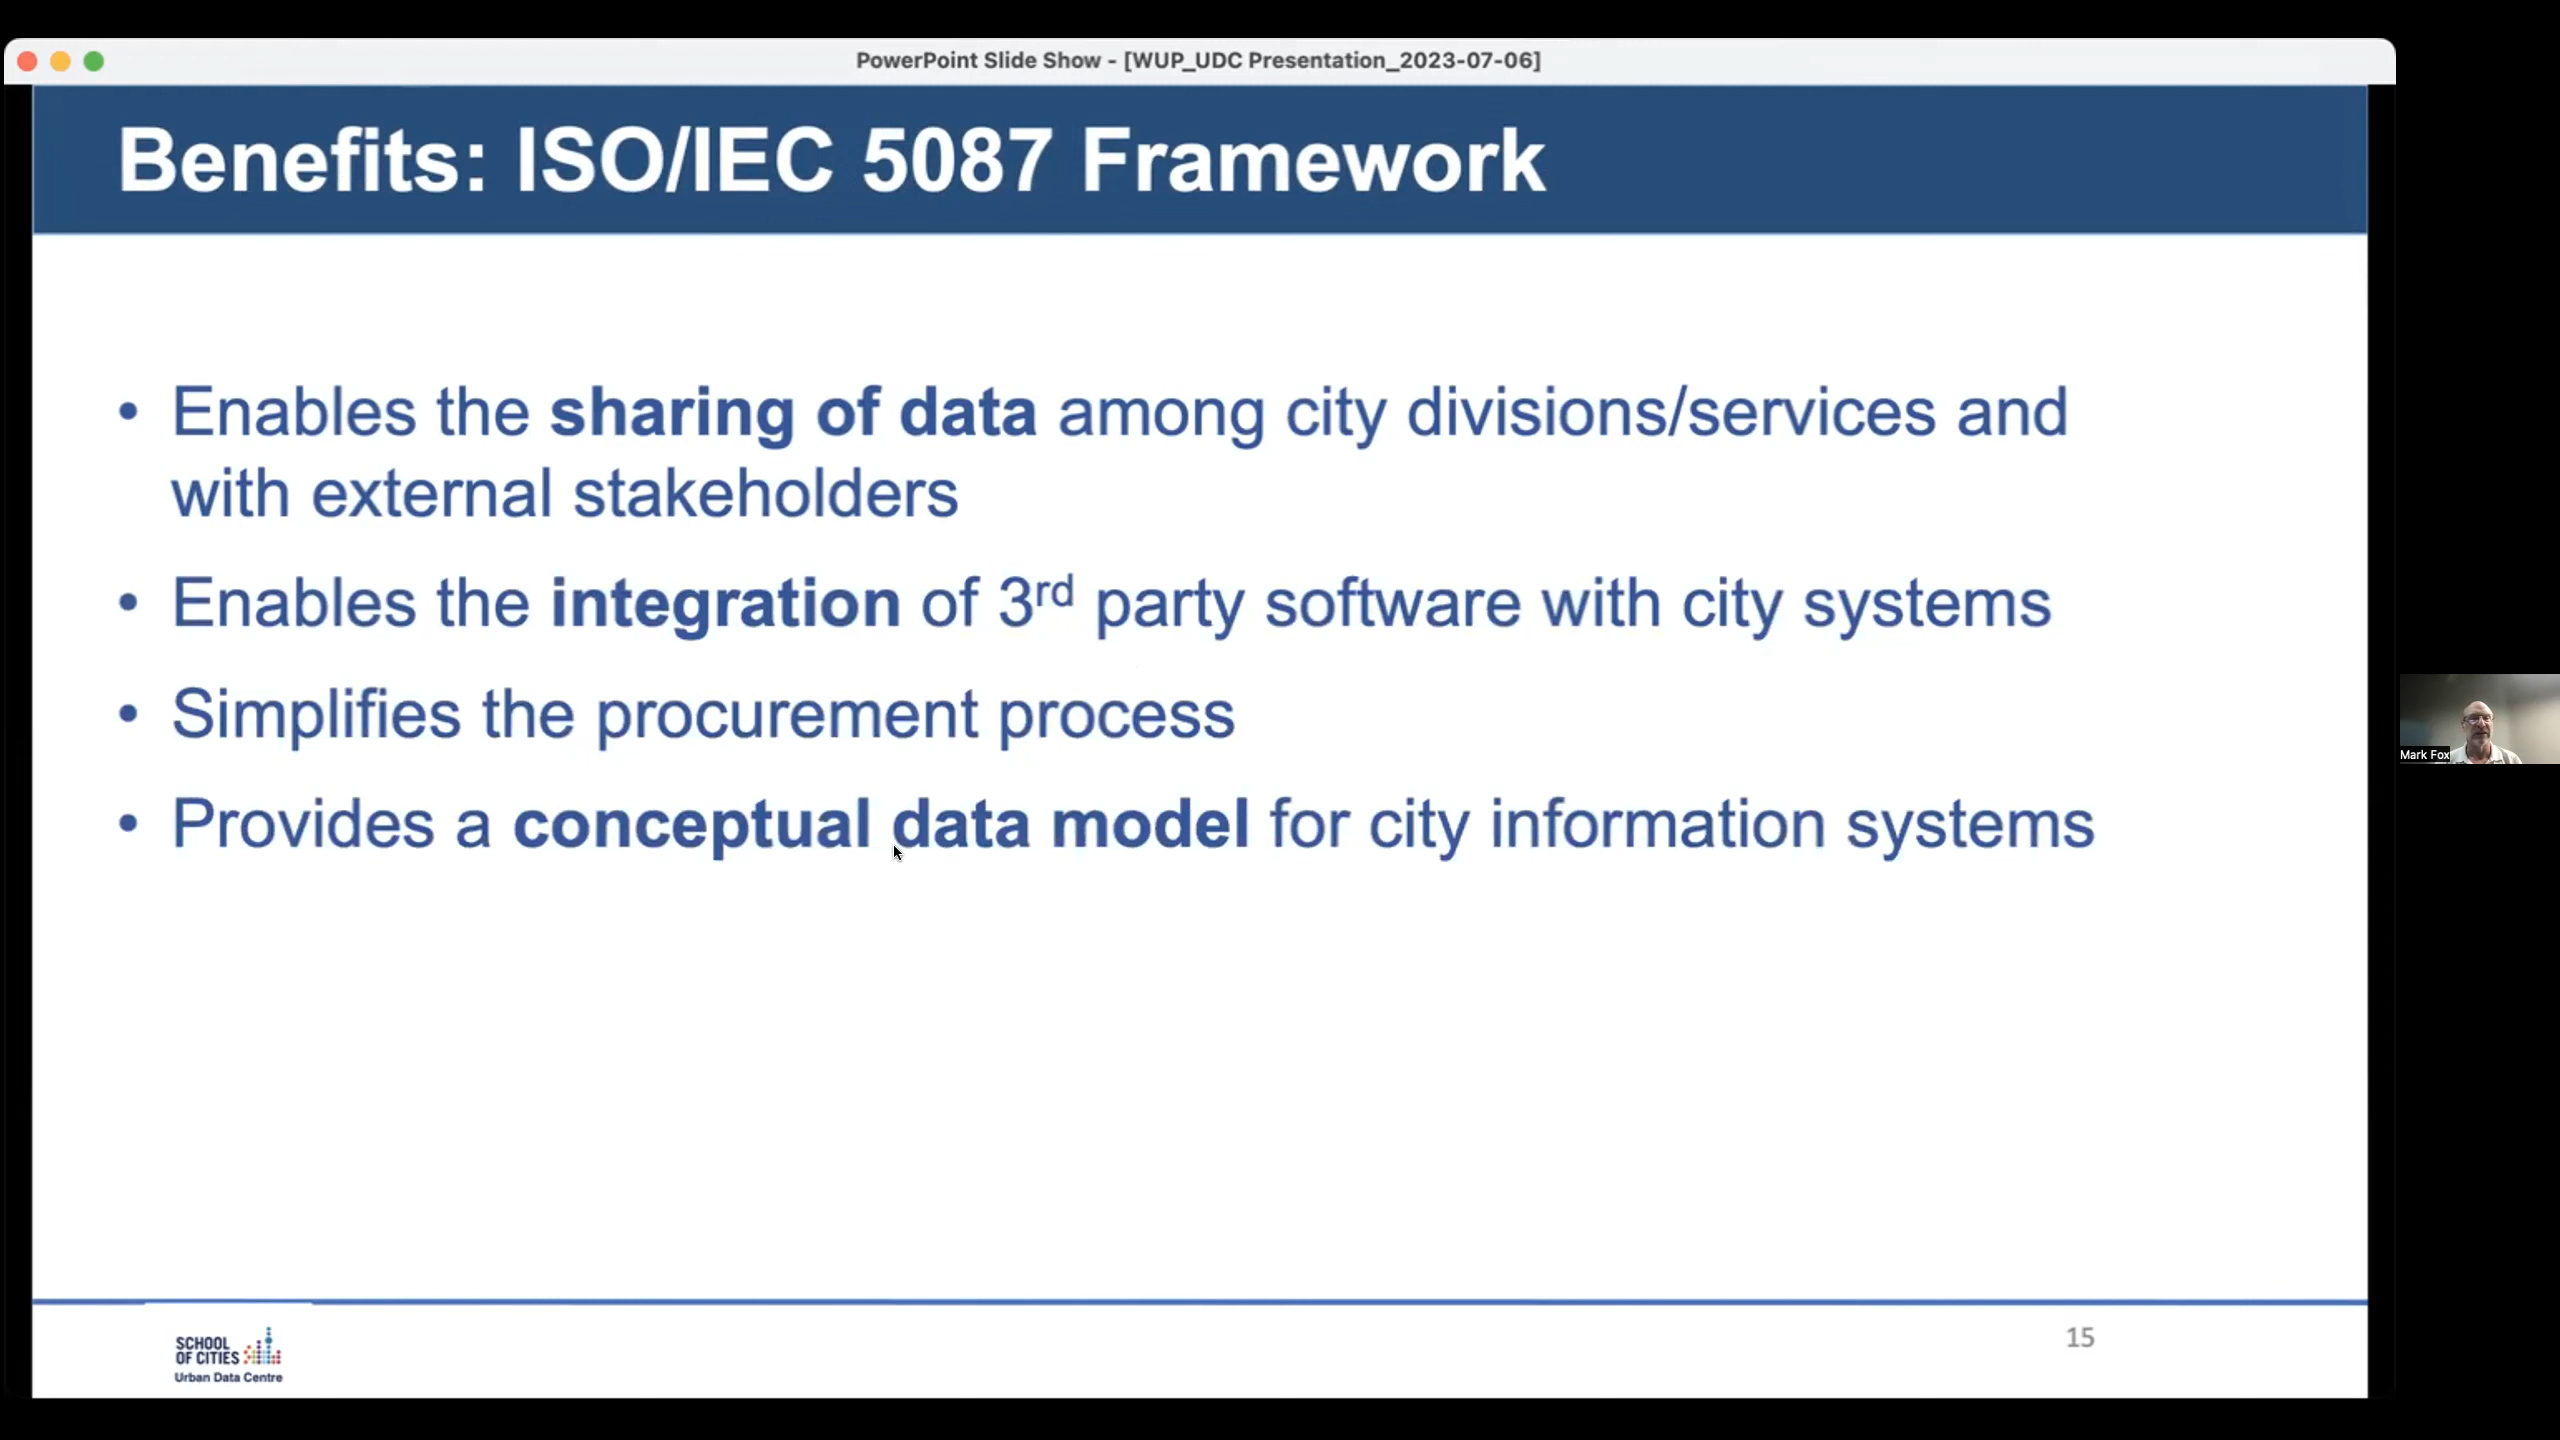 PowerPoint Slide Show - [WUP_UDC Presentation_2023-07-06]
Benefits: ISO/IEC 5087 Framework
• Enables the sharing of data among city divisions/services and
with external stakeholders
• Enables the integration of 3rd party software with city systems
• Simplifies the procurement process
• Provides a conceptual data model for city information systems
Mark Fox
SCHOOL
OF CITIES
Urban Data Centre
15